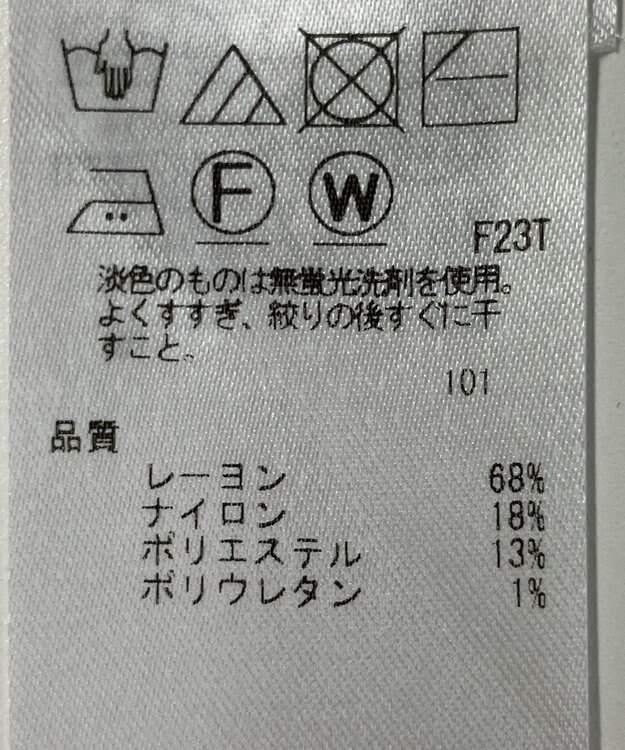 F W
F23T
淡色のものは無蛍光洗剤を使用。
よくすすぎ、絞りの後すぐに干
すこと。
101
品質
レーヨン 68%
ナイロン 18%
ポリエステル 13%
ポリウレタン 1%